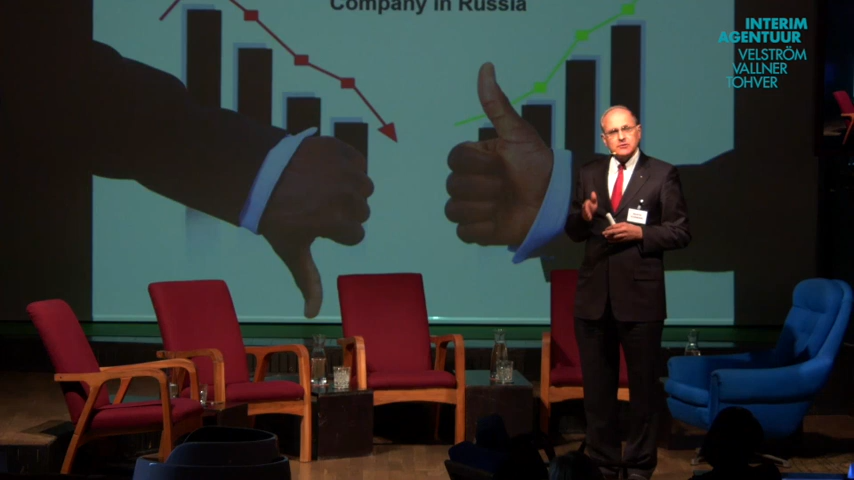 Company in Russia
INTERIM
AGENTUUR
VELSTRÖM
VALLNER
TOHVER